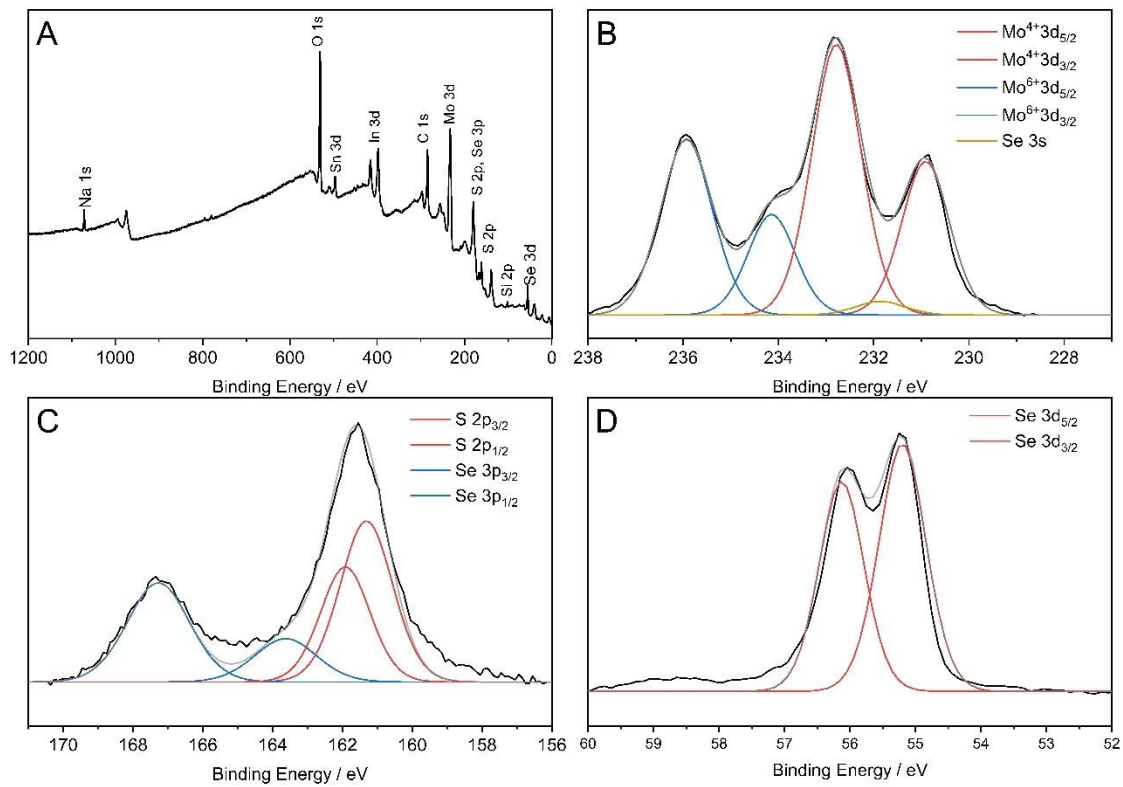 A
Na 1s
O 1s
Sn 3d
In 3d
C 1s
Mo 3d
S 2p, Se 3p
S 2p
Si 2p
Se 3d
1200 1000 800 600 400 200 0
Binding Energy / eV
B
Mo⁴⁺3d₅/₂
Mo⁴⁺3d₃/₂
Mo⁶⁺3d₅/₂
Mo⁶⁺3d₃/₂
Se 3s
238 236 234 232 230 228
Binding Energy / eV
C
S 2p₃/₂
S 2p₁/₂
Se 3p₃/₂
Se 3p₁/₂
170 168 166 164 162 160 158 156
Binding Energy / eV
D
Se 3d₅/₂
Se 3d₃/₂
60 59 58 57 56 55 54 53 52
Binding Energy / eV